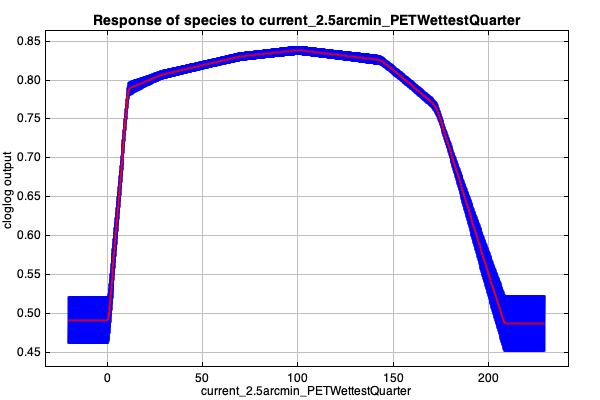 Response of species to current_2.5arcmin_PETWettestQuarter
0.85
0.80
0.75
0.70
0.65
0.60
0.55
0.50
0.45
cloglog output
0 50 100 150 200
current_2.5arcmin_PETWettestQuarter